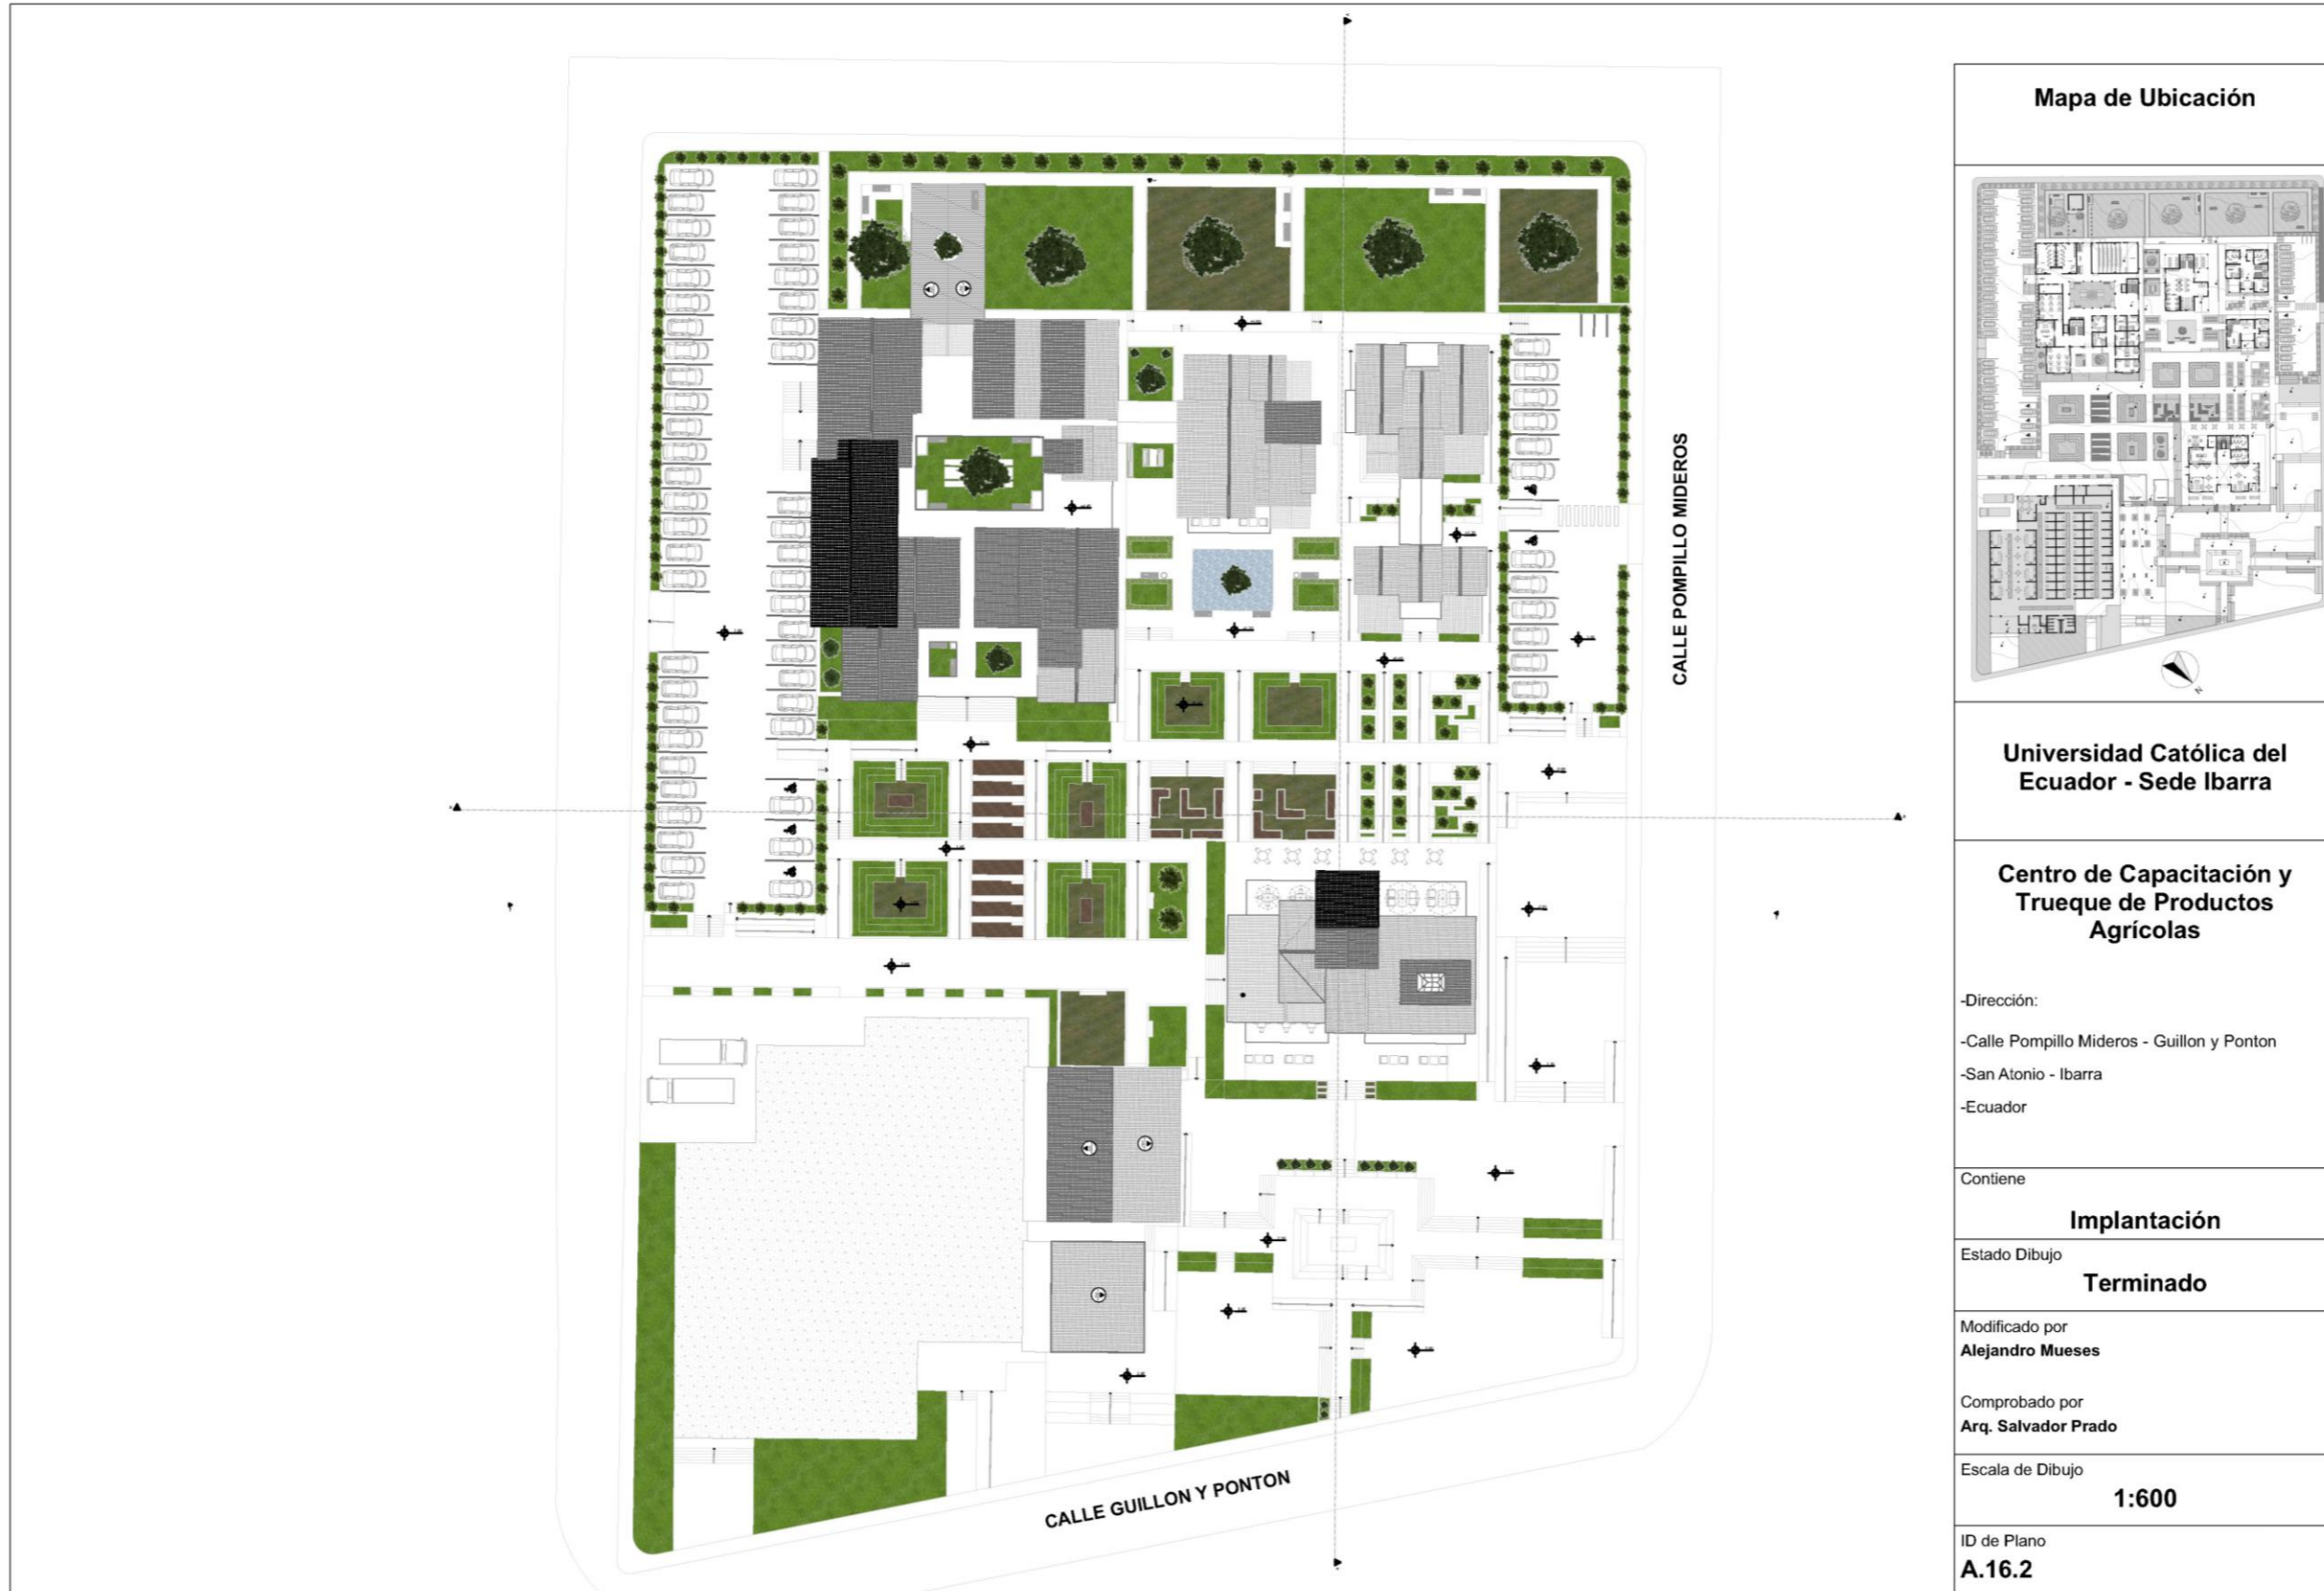 Mapa de Ubicación
N
CALLE POMPILLO MIDEROS
CALLE GUILLON Y PONTON
Universidad Católica del
Ecuador - Sede Ibarra
Centro de Capacitación y
Trueque de Productos
Agrícolas
-Dirección:
-Calle Pompillo Mideros - Guillon y Ponton
-San Atonio - Ibarra
-Ecuador
Contiene
Implantación
Estado Dibujo
Terminado
Modificado por
Alejandro Mueses
Comprobado por
Arq. Salvador Prado
Escala de Dibujo
1:600
ID de Plano
A.16.2